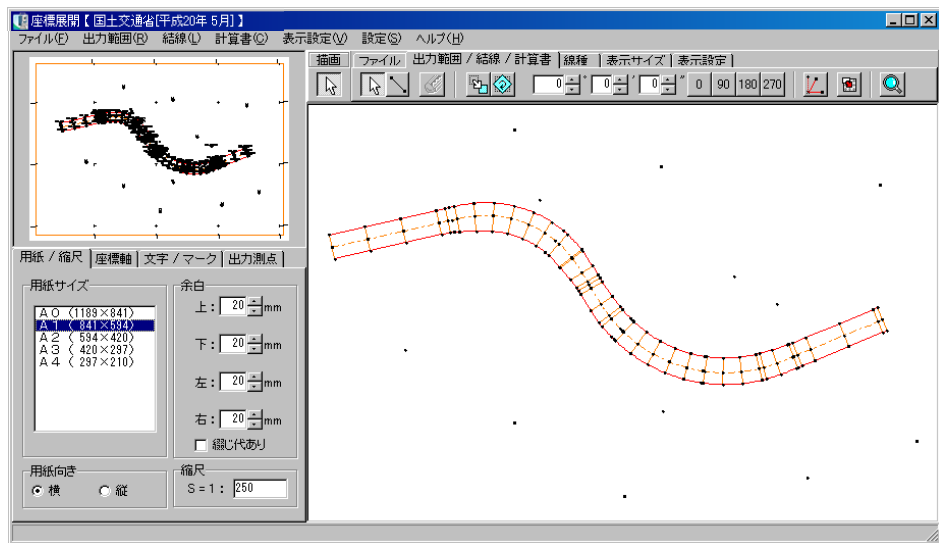 座標展開【 国土交通省[平成20年 5月] 】
ファイル(F) 出力範囲(R) 結線(L) 計算書(C) 表示設定(V) 設定(S) ヘルプ(H)
描画 ファイル 出力範囲 / 結線 / 計算書 線種 表示サイズ 表示設定
0 ° 0 ′ 0 ″ 0 90 180 270
用紙 / 縮尺 座標軸 文字 / マーク 出力測点
用紙サイズ
A0 (1189×841)
A1 ( 841×594)
A2 ( 594×420)
A3 ( 420×297)
A4 ( 297×210)
余白
上: 20 mm
下: 20 mm
左: 20 mm
右: 20 mm
綴じ代あり
用紙向き
横 縦
縮尺
S=1: 250